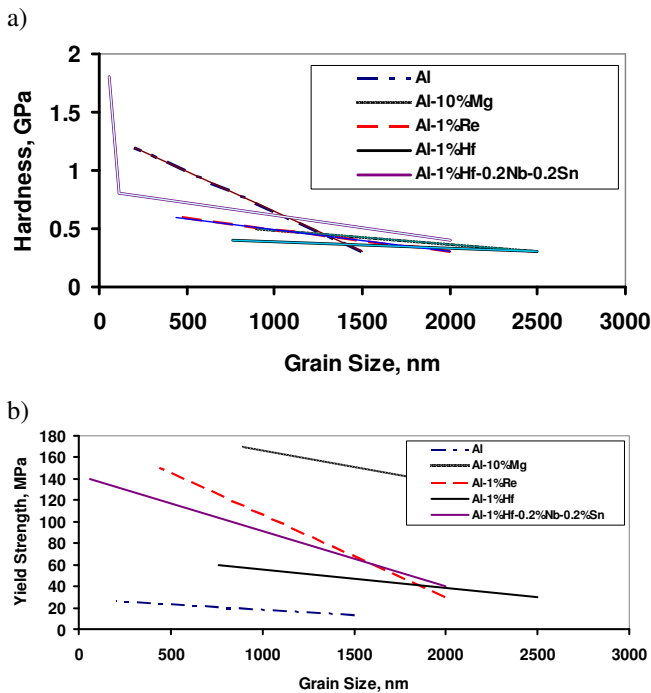 a)
2
1.5
1
0.5
0
Hardness, GPa
Al
Al-10%Mg
Al-1%Re
Al-1%Hf
Al-1%Hf-0.2Nb-0.2Sn
0 500 1000 1500 2000 2500 3000
Grain Size, nm
b)
180
160
140
120
100
80
60
40
20
0
Yield Strength, MPa
Al
Al-10%Mg
Al-1%Re
Al-1%Hf
Al-1%Hf-0.2%Nb-0.2%Sn
0 500 1000 1500 2000 2500 3000
Grain Size, nm